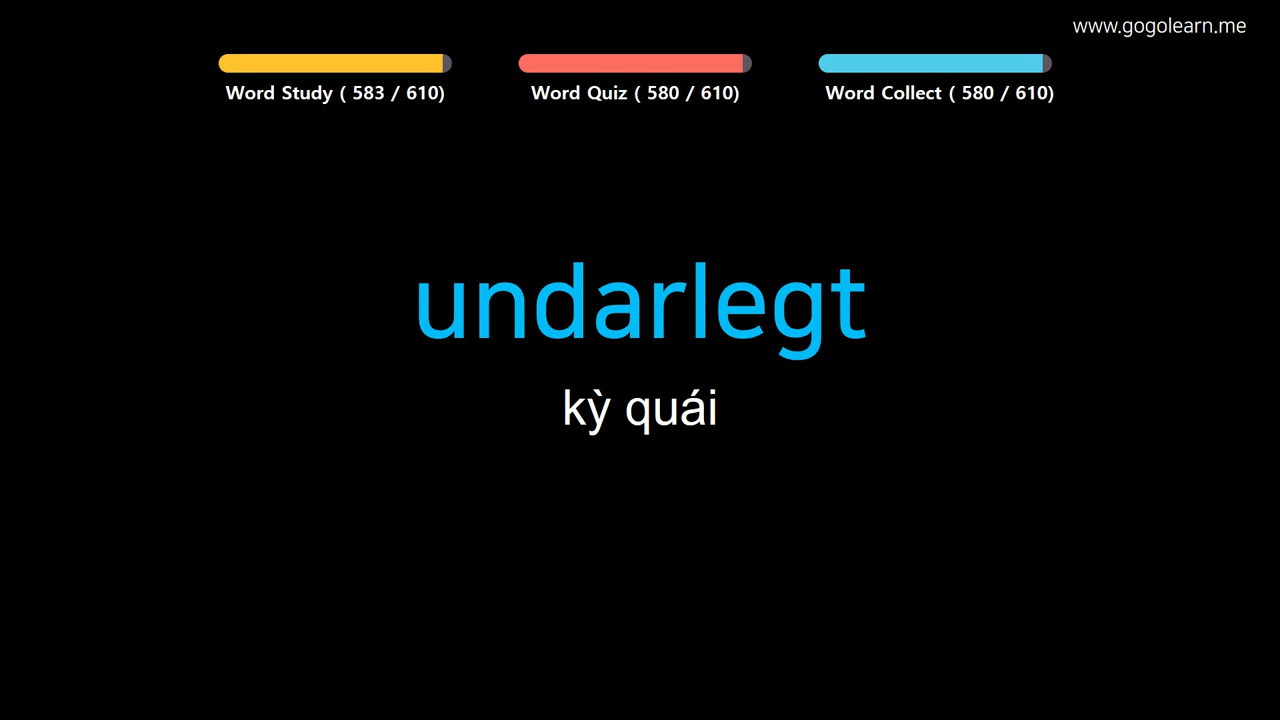 www.gogolearn.me
Word Study ( 583 / 610)
Word Quiz ( 580 / 610)
Word Collect ( 580 / 610)
undarlegt
kỳ quái